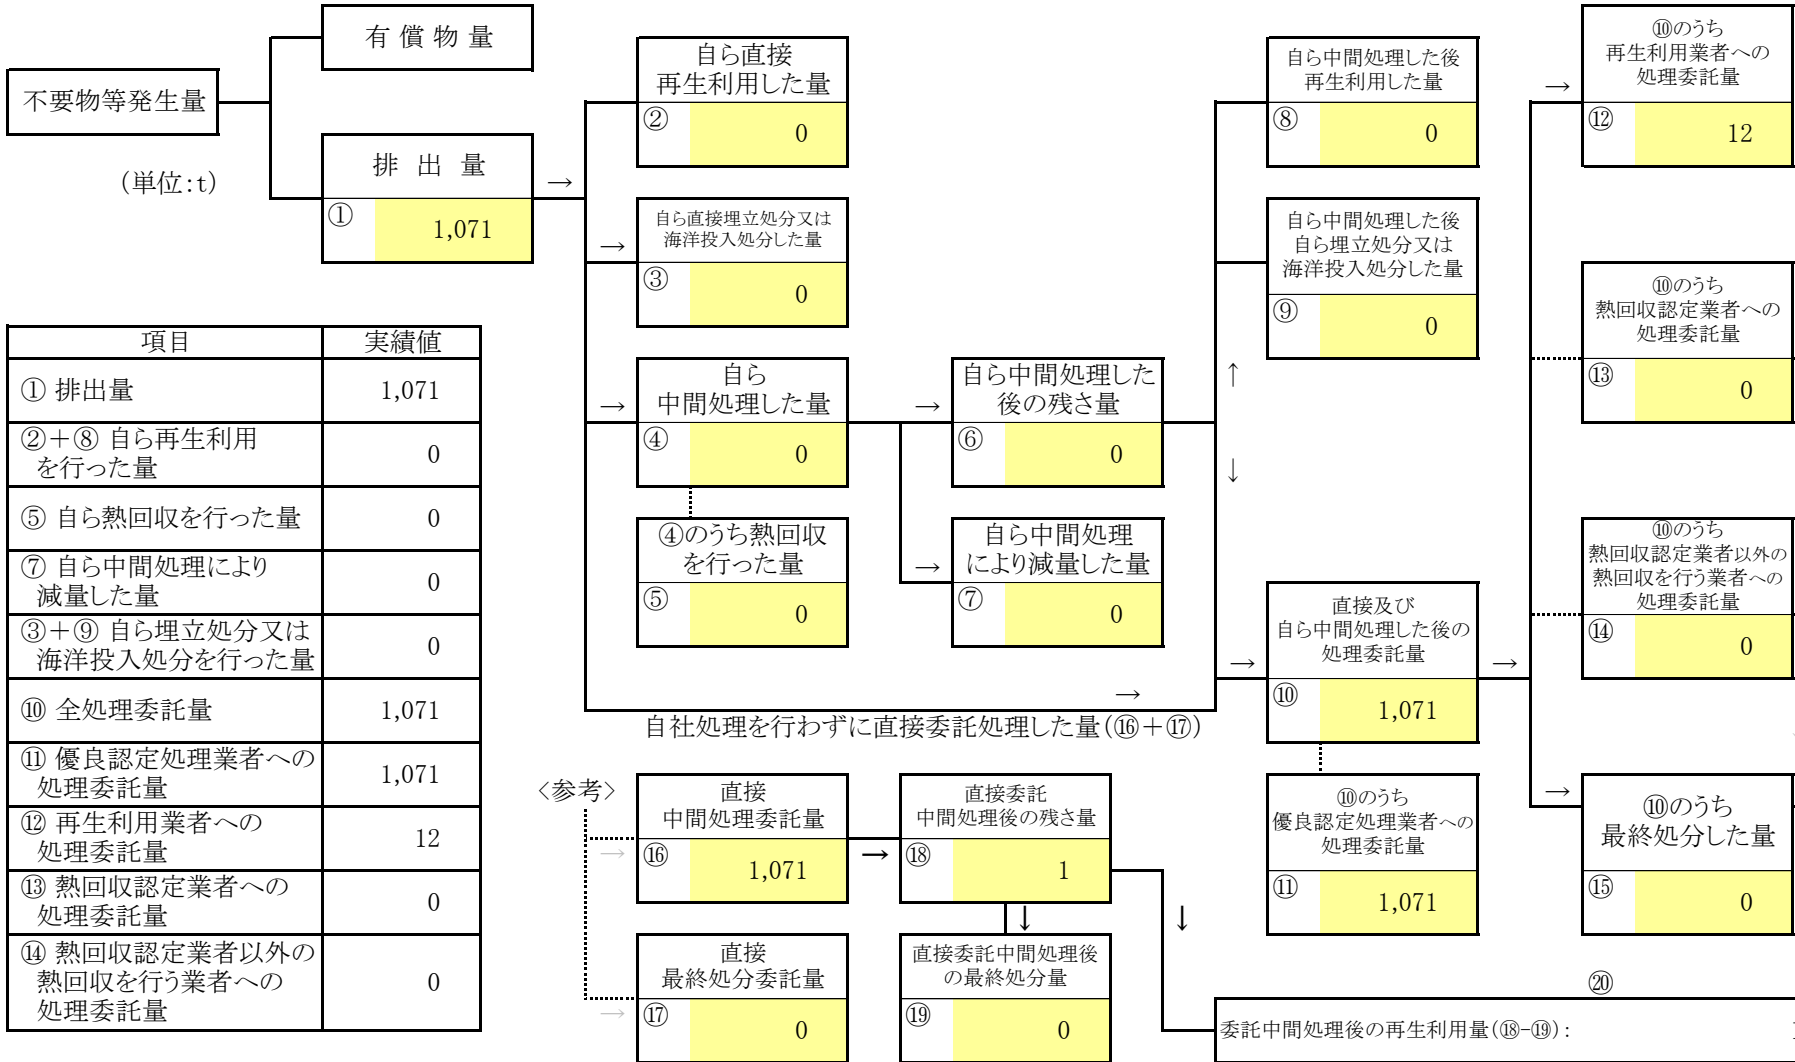 有 償 物 量
不要物等発生量
(単位:t)
排 出 量
→
①
1,071
自ら直接
再生利用した量
②
0
→
自ら直接埋立処分又は
海洋投入処分した量
③
0
→
自ら
中間処理した量
④
0
④のうち熱回収
を行った量
⑤
0
→
自ら中間処理した
後の残さ量
⑥
0
→
自ら中間処理
により減量した量
⑦
0
↑
↓
自ら中間処理した後
再生利用した量
⑧
0
自ら中間処理した後
自ら埋立処分又は
海洋投入処分した量
⑨
0
→
自社処理を行わずに直接委託処理した量(⑯+⑰)
→
直接及び
自ら中間処理した後の
処理委託量
⑩
1,071
⑩のうち
優良認定処理業者への
処理委託量
⑪
1,071
→
→
⑩のうち
再生利用業者への
処理委託量
⑫
12
⑩のうち
熱回収認定業者への
処理委託量
⑬
0
⑩のうち
熱回収認定業者以外の
熱回収を行う業者への
処理委託量
⑭
0
→
⑩のうち
最終処分した量
⑮
0
項目 実績値
① 排出量 1,071
②+⑧ 自ら再生利用
を行った量 0
⑤ 自ら熱回収を行った量 0
⑦ 自ら中間処理により
減量した量 0
③+⑨ 自ら埋立処分又は
海洋投入処分を行った量 0
⑩ 全処理委託量 1,071
⑪ 優良認定処理業者への
処理委託量 1,071
⑫ 再生利用業者への
処理委託量 12
⑬ 熱回収認定業者への
処理委託量 0
⑭ 熱回収認定業者以外の
熱回収を行う業者への
処理委託量 0
〈参考〉
→
直接
中間処理委託量
⑯
1,071
→
直接委託
中間処理後の残さ量
⑱
1
↓
↓
→
直接
最終処分委託量
⑰
0
直接委託中間処理後
の最終処分量
⑲
0
⑳
委託中間処理後の再生利用量(⑱-⑲):